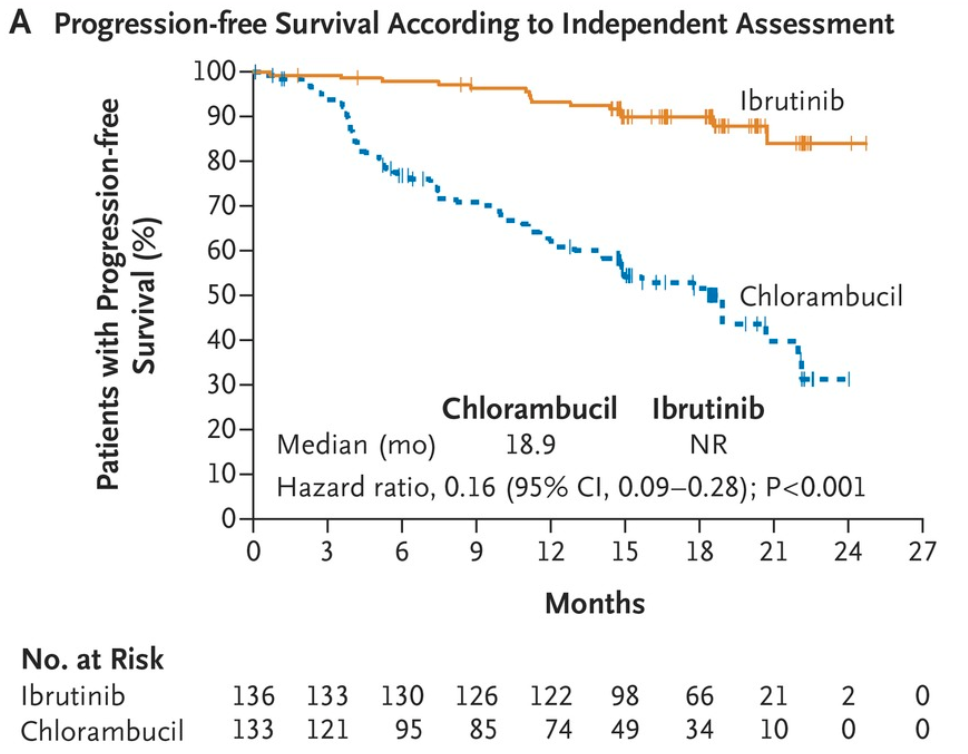 A Progression-free Survival According to Independent Assessment
Patients with Progression-free
Survival (%)
100
90
80
70
60
50
40
30
20
10
0
Ibrutinib
Chlorambucil
Chlorambucil Ibrutinib
Median (mo) 18.9 NR
Hazard ratio, 0.16 (95% CI, 0.09–0.28); P<0.001
0 3 6 9 12 15 18 21 24 27
Months
No. at Risk
Ibrutinib 136 133 130 126 122 98 66 21 2 0
Chlorambucil 133 121 95 85 74 49 34 10 0 0